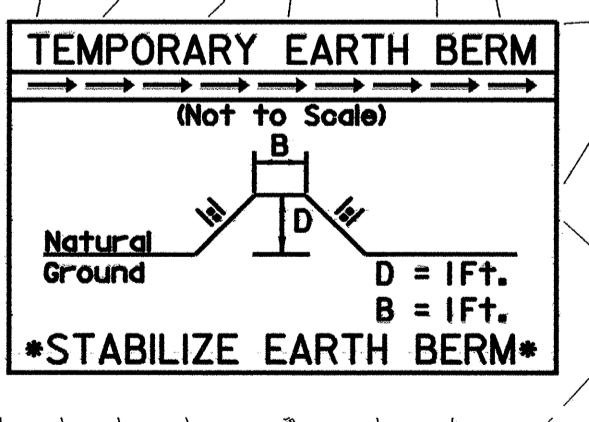 TEMPORARY EARTH BERM
(Not to Scale)
B
D
Natural
Ground
D = 1Ft.
B = 1Ft.
*STABILIZE EARTH BERM*